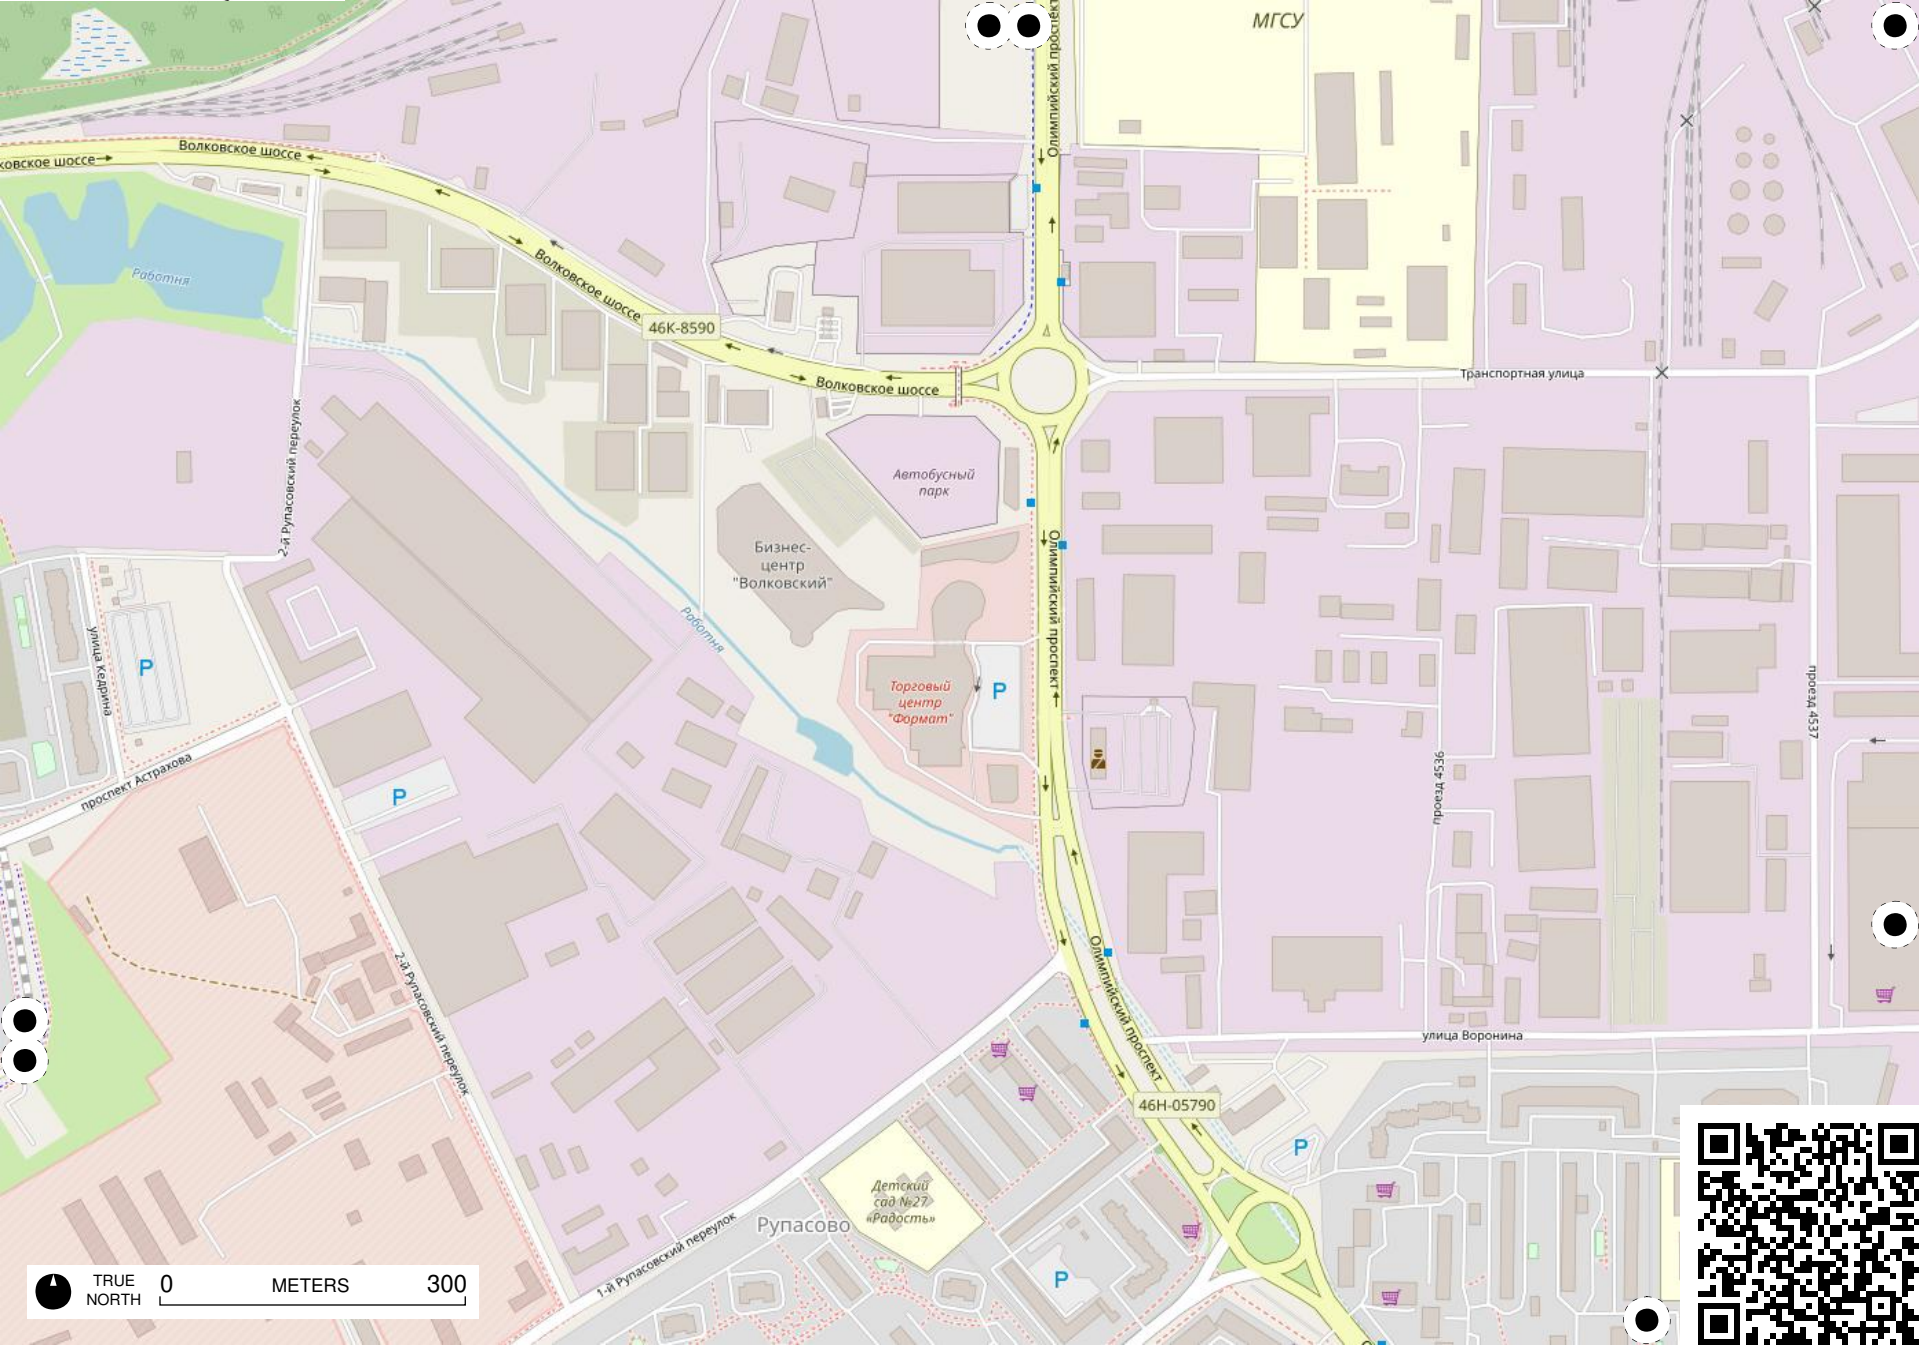 МГСУ
Олимпийский проспект
Волковское шоссе
ковское шоссе
Работня
Волковское шоссе
46К-8590
Волковское шоссе
Транспортная улица
2-й Рупасовский переулок
Автобусный
парк
Бизнес-
центр
"Волковский"
Олимпийский проспект
Работня
улица Кедрина
P
Торговый
центр
"Формат"
P
проезд 4537
проезд 4536
проспект Астрахова
P
2-й Рупасовский переулок
Олимпийский проспект
улица Воронина
46Н-05790
P
Детский
сад №27
«Радость»
Рупасово
1-й Рупасовский переулок
P
TRUE
NORTH
0 METERS 300